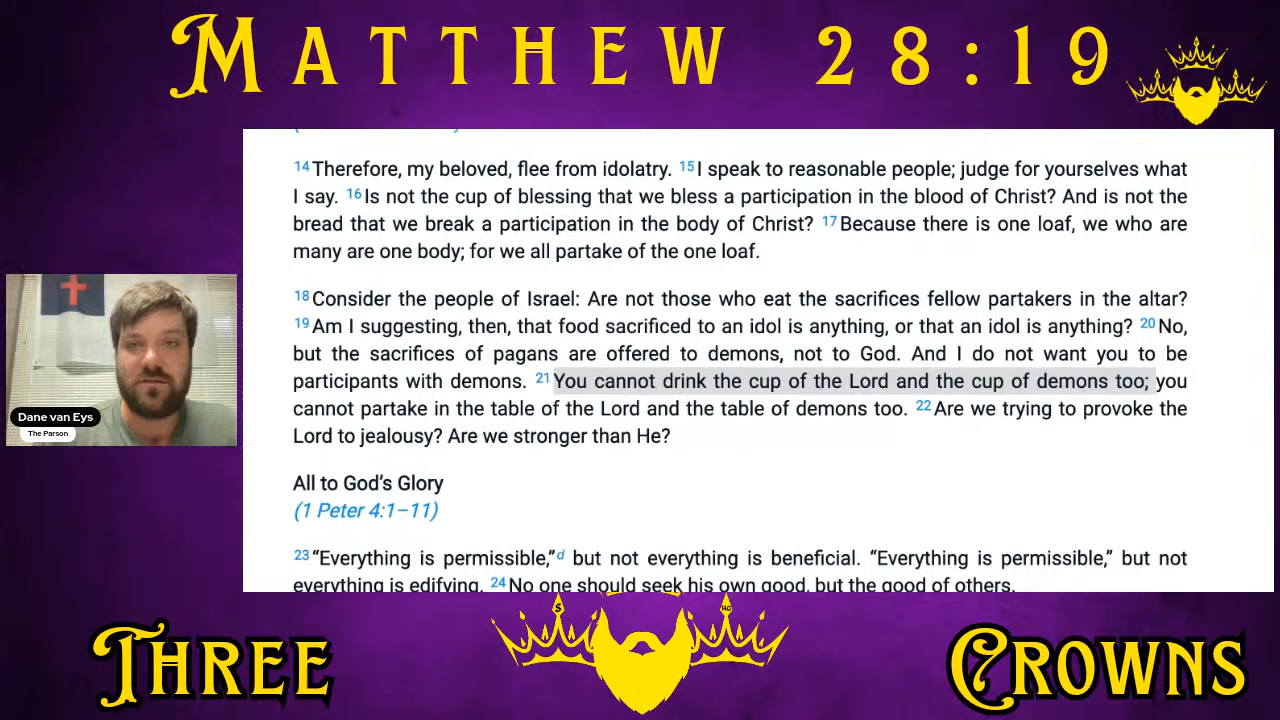 MATTHEW 28:19
14 Therefore, my beloved, flee from idolatry. 15 I speak to reasonable people; judge for yourselves what
I say. 16 Is not the cup of blessing that we bless a participation in the blood of Christ? And is not the
bread that we break a participation in the body of Christ? 17 Because there is one loaf, we who are
many are one body; for we all partake of the one loaf.
18 Consider the people of Israel: Are not those who eat the sacrifices fellow partakers in the altar?
19 Am I suggesting, then, that food sacrificed to an idol is anything, or that an idol is anything? 20 No,
but the sacrifices of pagans are offered to demons, not to God. And I do not want you to be
participants with demons. 21 You cannot drink the cup of the Lord and the cup of demons too; you
cannot partake in the table of the Lord and the table of demons too. 22 Are we trying to provoke the
Lord to jealousy? Are we stronger than He?
Dane van Eys
The Parson
All to God's Glory
(1 Peter 4:1–11)
23 “Everything is permissible,”d but not everything is beneficial. “Everything is permissible,” but not
everything is edifying. 24 No one should seek his own good, but the good of others.
THREE
CROWNS